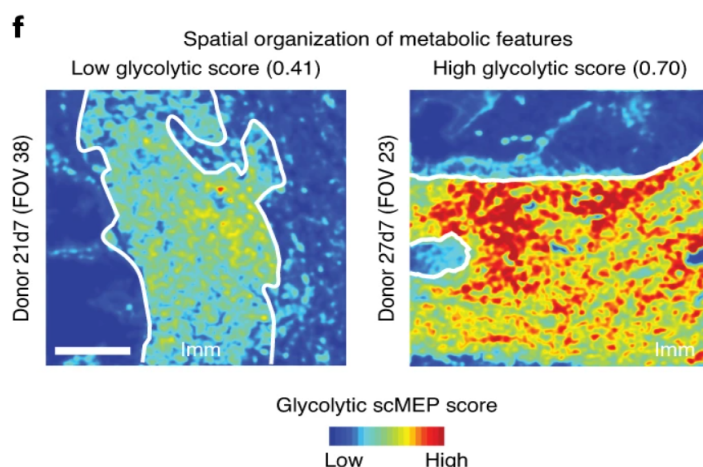 f
Spatial organization of metabolic features
Low glycolytic score (0.41)
High glycolytic score (0.70)
Donor 21d7 (FOV 38)
Imm
Donor 27d7 (FOV 23)
Imm
Glycolytic scMEP score
Low
High